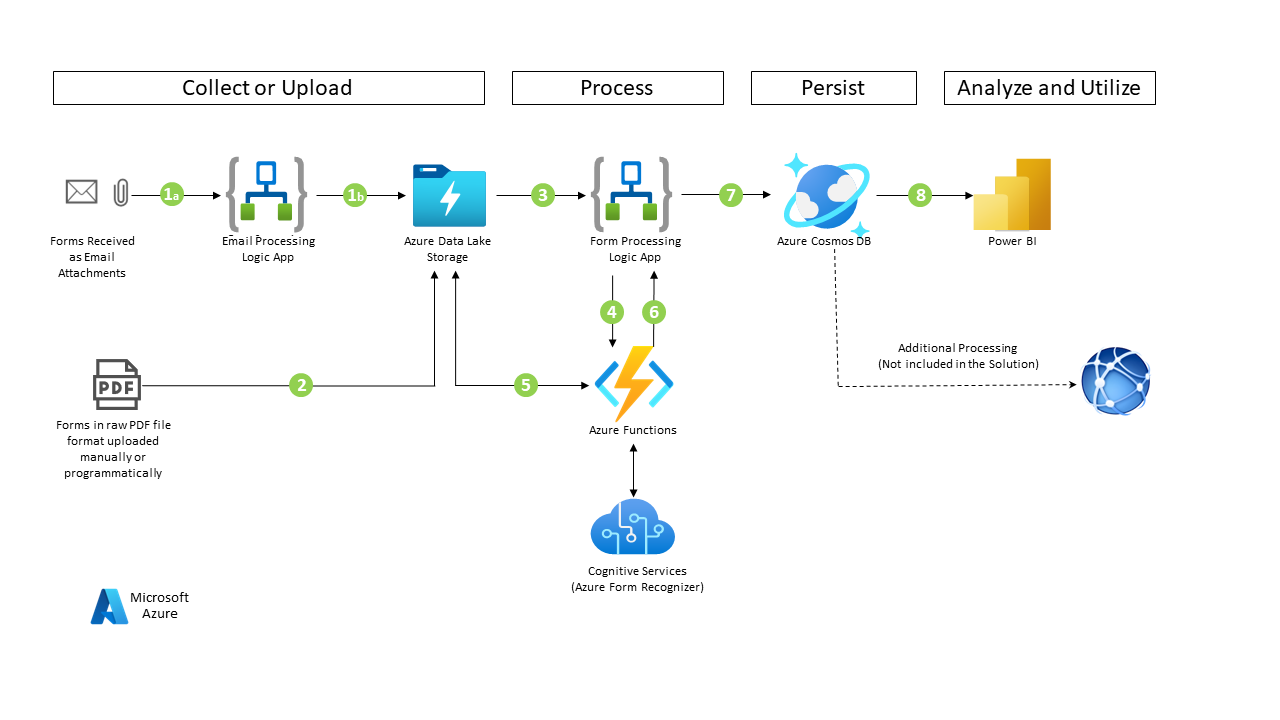 Collect or Upload
Process
Persist
Analyze and Utilize
1a
1b
3
7
8
Forms Received
as Email
Attachments
Email Processing
Logic App
Azure Data Lake
Storage
Form Processing
Logic App
Azure Cosmos DB
Power BI
4
6
Additional Processing
(Not included in the Solution)
PDF
2
5
Forms in raw PDF file
format uploaded
manually or
programmatically
Azure Functions
Cognitive Services
(Azure Form Recognizer)
Microsoft
Azure